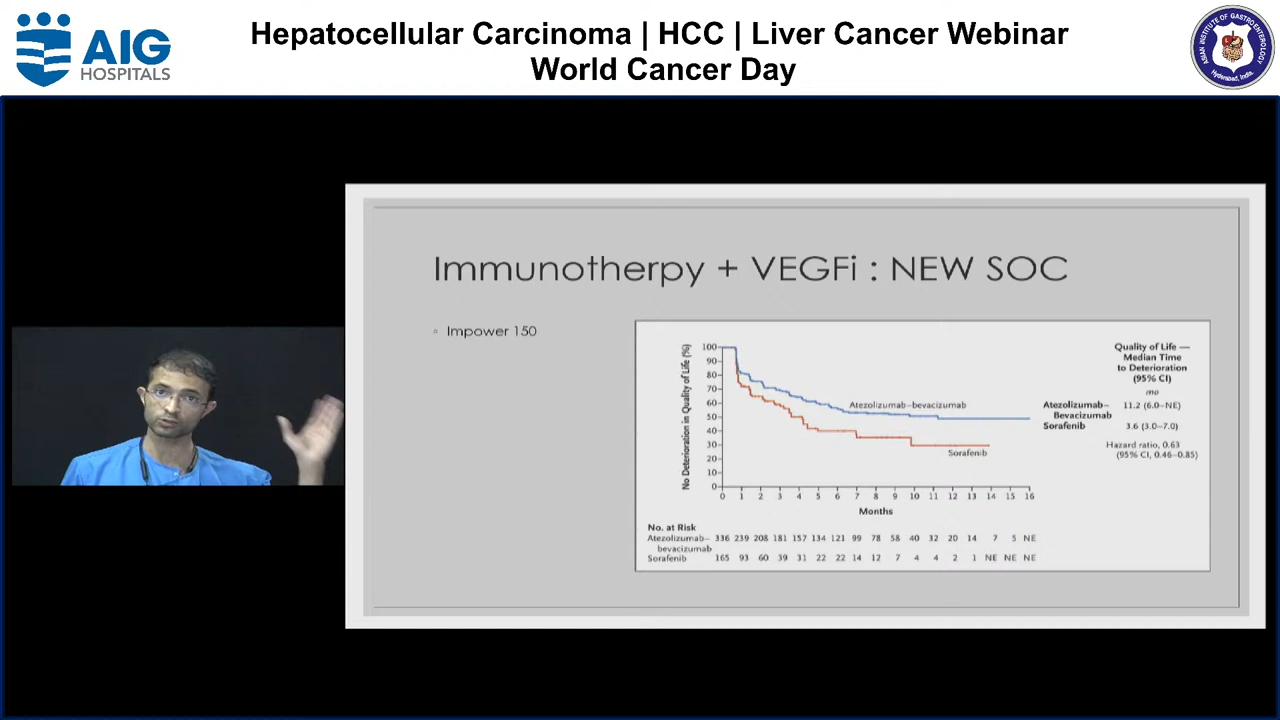 AIG
HOSPITALS
Hepatocellular Carcinoma | HCC | Liver Cancer Webinar
World Cancer Day
ASIAN INSTITUTE OF GASTROENTEROLOGY
Hyderabad, India.
Immunotherpy + VEGFi : NEW SOC
Impower 150
No Deterioration in Quality of Life (%)
100
90
80
70
60
50
40
30
20
10
0
Atezolizumab–bevacizumab
Sorafenib
0 1 2 3 4 5 6 7 8 9 10 11 12 13 14 15 16
Months
Quality of Life —
Median Time
to Deterioration
(95% CI)
mo
Atezolizumab– 11.2 (6.0–NE)
Bevacizumab
Sorafenib 3.6 (3.0–7.0)
Hazard ratio, 0.63
(95% CI, 0.46–0.85)
No. at Risk
Atezolizumab– 336 239 208 181 157 134 121 99 78 58 40 32 20 14 7 5 NE
bevacizumab
Sorafenib 165 93 60 39 31 22 22 14 12 7 4 4 2 1 NE NE NE